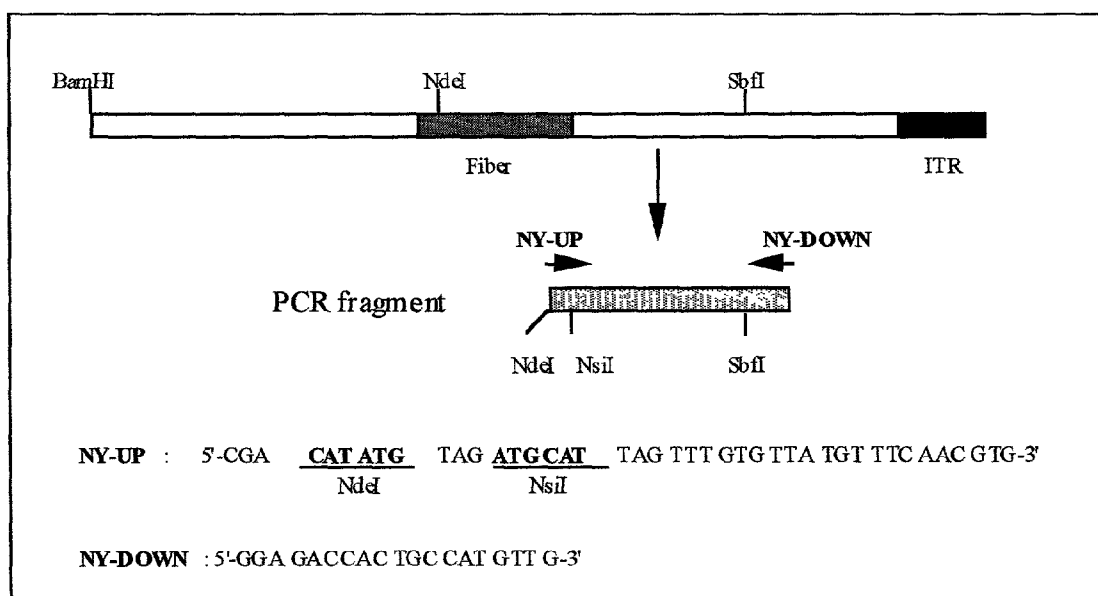 BamHI NdeI SbfI
Fiber ITR
NY-UP NY-DOWN
PCR fragment
NdeI NsiI SbfI
NY-UP : 5'-CGA CAT ATG TAG ATGCAT TAG TTT GTG TTA TGT TTC AAC GTG-3'
NdeI NsiI
NY-DOWN : 5'-GGA GACCAC TGC CAT GTT G-3'